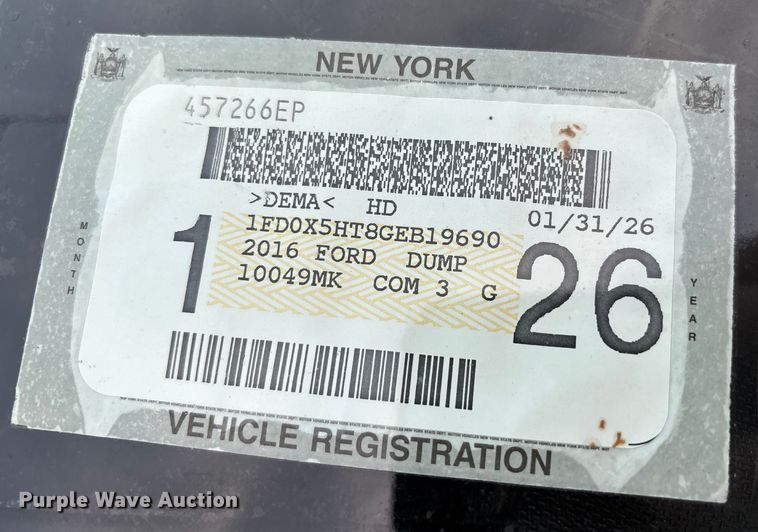 NEW YORK
457266EP
>DEMA< HD
01/31/26
1FD0X5HT8GEB19690
2016 FORD DUMP
10049MK COM 3 G
MONTH
1
26
YEAR
VEHICLE REGISTRATION
Purple Wave Auction